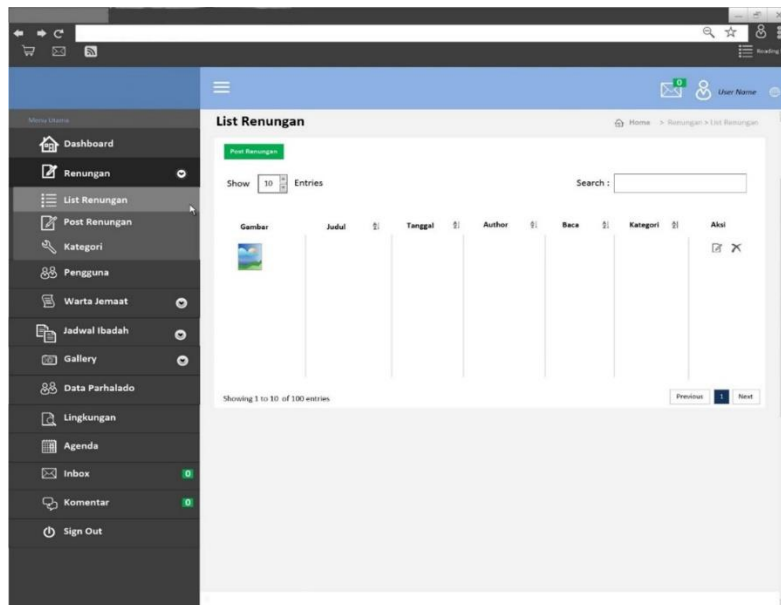 Reading
0
User Name
Menu Utama
Dashboard
Renungan
List Renungan
Post Renungan
Kategori
Pengguna
Warta Jemaat
Jadwal Ibadah
Gallery
Data Parhalado
Lingkungan
Agenda
Inbox 0
Komentar 0
Sign Out
List Renungan
Home > Renungan > List Renungan
Post Renungan
Show 10 Entries
Search :
Gambar Judul Tanggal Author Baca Kategori Aksi
Showing 1 to 10 of 100 entries
Previous 1 Next